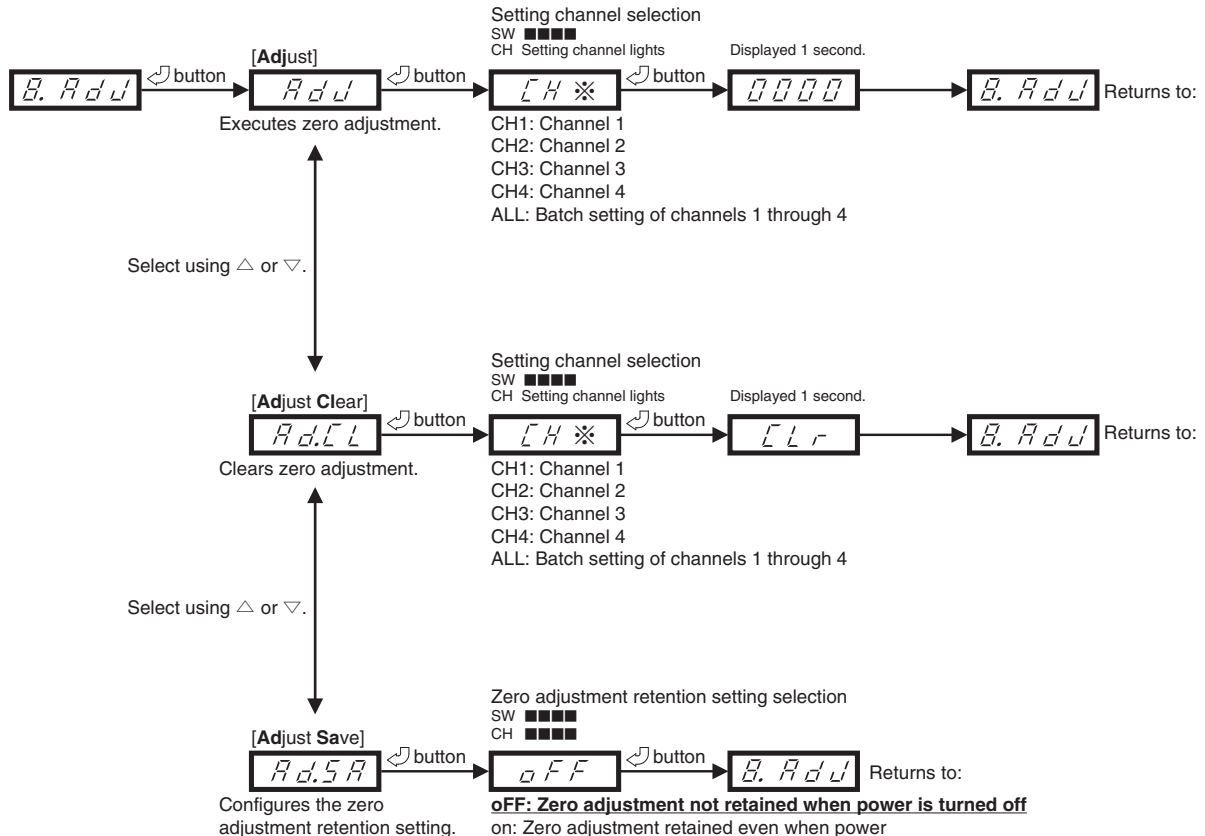 Setting channel selection
SW ■■■■
CH Setting channel lights
Displayed 1 second.
[Adjust]
8. AdJ
button
AdJ
button
CH ※
button
0000
8. AdJ
Returns to:
Executes zero adjustment.
CH1: Channel 1
CH2: Channel 2
CH3: Channel 3
CH4: Channel 4
ALL: Batch setting of channels 1 through 4
Select using △ or ▽.
Setting channel selection
SW ■■■■
CH Setting channel lights
Displayed 1 second.
[Adjust Clear]
Ad.CL
button
CH ※
button
CLr
8. AdJ
Returns to:
Clears zero adjustment.
CH1: Channel 1
CH2: Channel 2
CH3: Channel 3
CH4: Channel 4
ALL: Batch setting of channels 1 through 4
Select using △ or ▽.
Zero adjustment retention setting selection
SW ■■■■
CH ■■■■
[Adjust Save]
Ad.SA
button
oFF
button
8. AdJ
Returns to:
Configures the zero
adjustment retention setting.
oFF: Zero adjustment not retained when power is turned off
on: Zero adjustment retained even when power